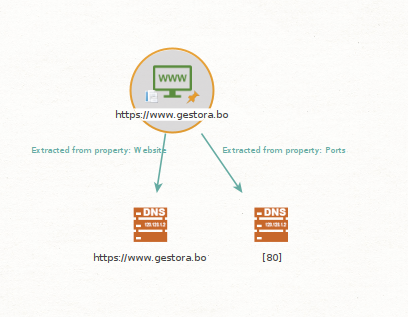 WWW
https://www.gestora.bo
Extracted from property: Website
Extracted from property: Ports
DNS
DNS
https://www.gestora.bo
[80]